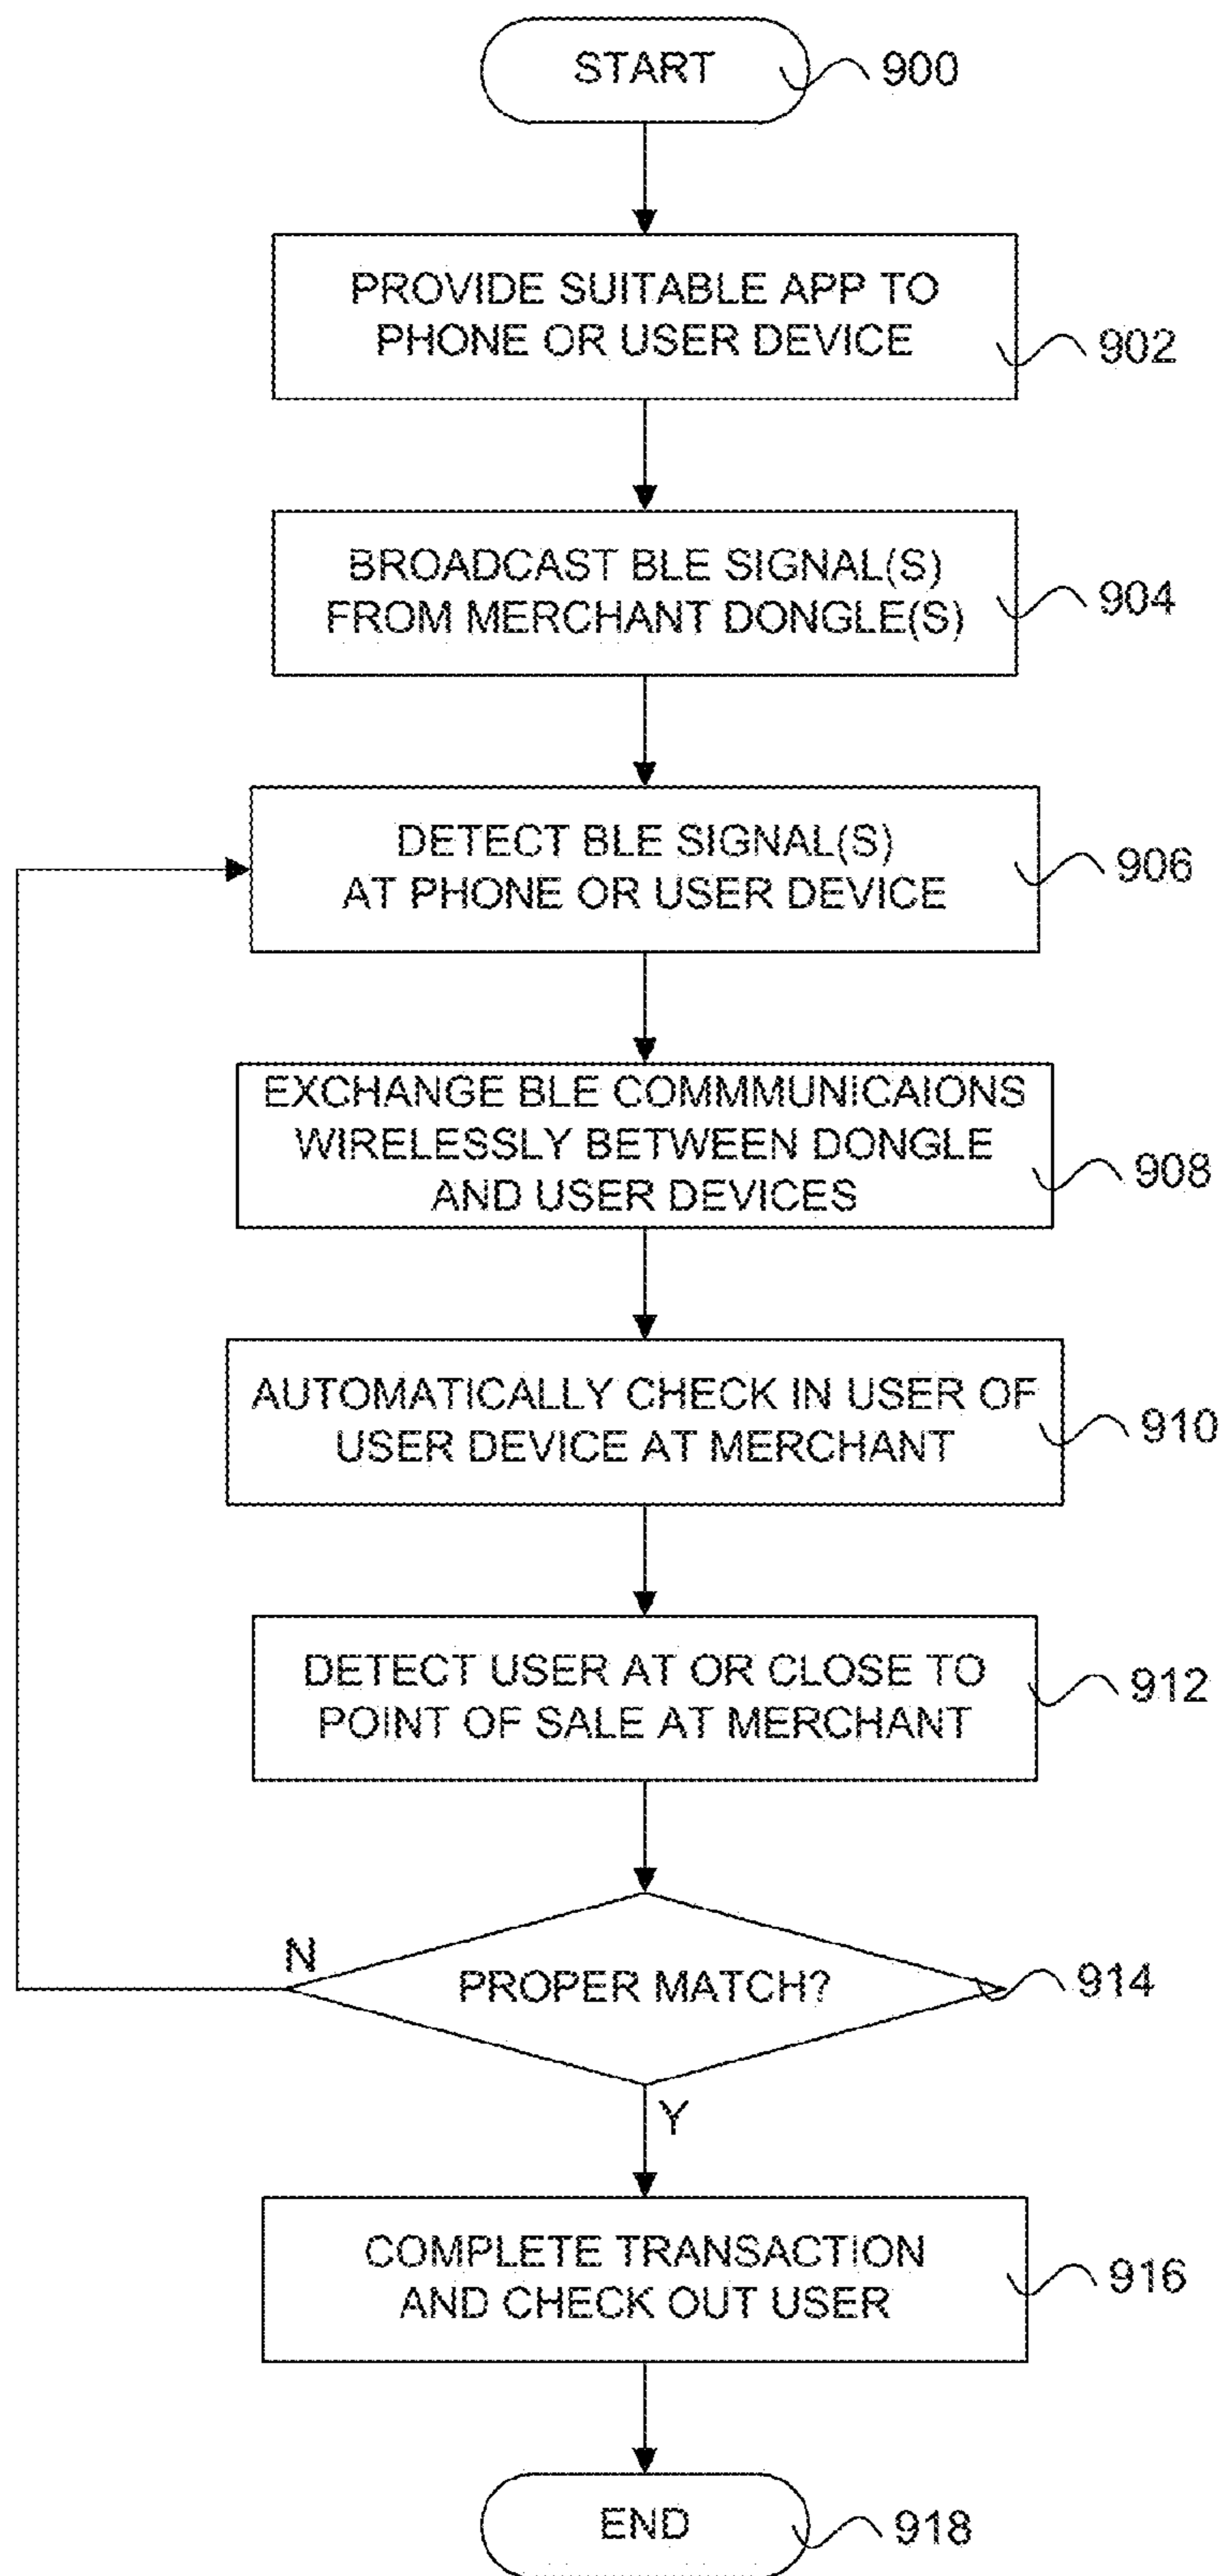 START
900
PROVIDE SUITABLE APP TO
PHONE OR USER DEVICE
902
BROADCAST BLE SIGNAL(S)
FROM MERCHANT DONGLE(S)
904
DETECT BLE SIGNAL(S)
AT PHONE OR USER DEVICE
906
EXCHANGE BLE COMMMUNICAIONS
WIRELESSLY BETWEEN DONGLE
AND USER DEVICES
908
AUTOMATICALLY CHECK IN USER OF
USER DEVICE AT MERCHANT
910
DETECT USER AT OR CLOSE TO
POINT OF SALE AT MERCHANT
912
N
PROPER MATCH?
914
Y
COMPLETE TRANSACTION
AND CHECK OUT USER
916
END
918